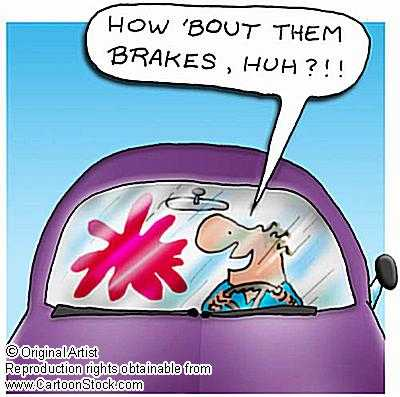 HOW 'BOUT THEM
BRAKES, HUH?!!
© Original Artist
Reproduction rights obtainable from
www.CartoonStock.com